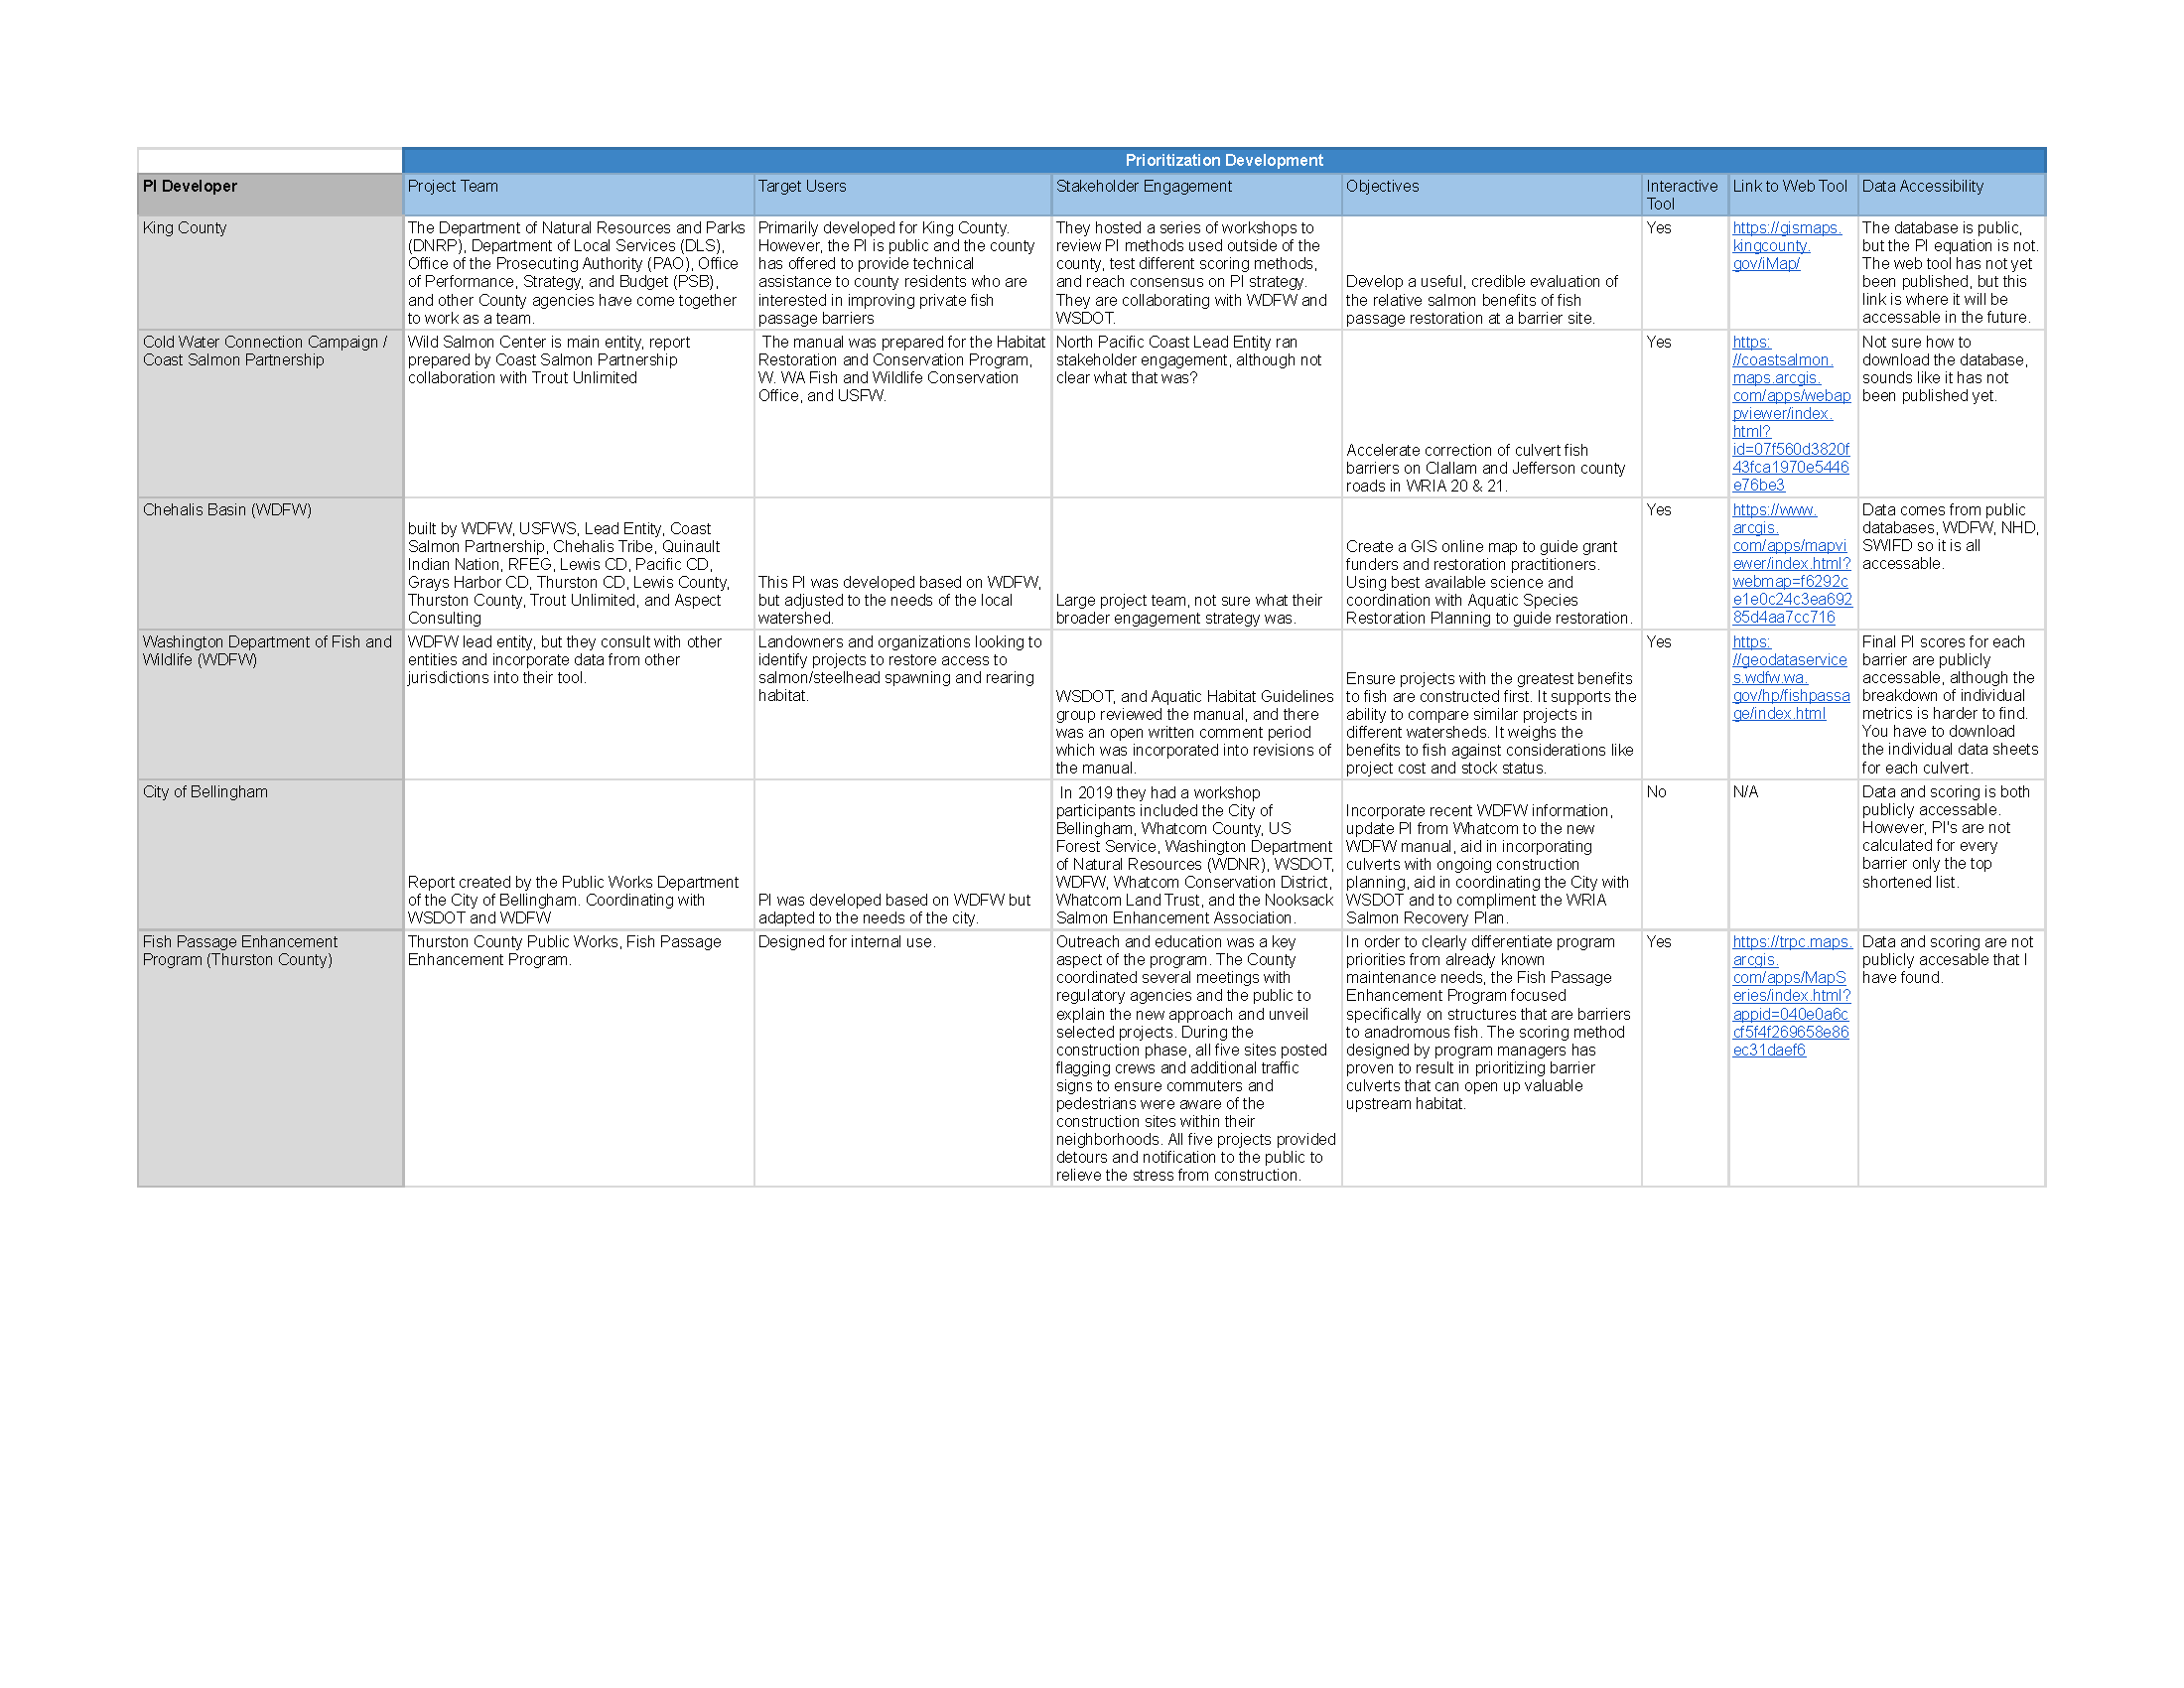 Prioritization Development
PI Developer
Project Team
Target Users
Stakeholder Engagement
Objectives
Interactive
Tool
Link to Web Tool
Data Accessibility
King County
The Department of Natural Resources and Parks
(DNRP), Department of Local Services (DLS),
Office of the Prosecuting Authority (PAO), Office
of Performance, Strategy, and Budget (PSB),
and other County agencies have come together
to work as a team.
Primarily developed for King County.
However, the PI is public and the county
has offered to provide technical
assistance to county residents who are
interested in improving private fish
passage barriers
They hosted a series of workshops to
review PI methods used outside of the
county, test different scoring methods,
and reach consensus on PI strategy.
They are collaborating with WDFW and
WSDOT.
Develop a useful, credible evaluation of
the relative salmon benefits of fish
passage restoration at a barrier site.
Yes
https://gismaps.
kingcounty.
gov/iMap/
The database is public,
but the PI equation is not.
The web tool has not yet
been published, but this
link is where it will be
accessable in the future.
Cold Water Connection Campaign /
Coast Salmon Partnership
Wild Salmon Center is main entity, report
prepared by Coast Salmon Partnership
collaboration with Trout Unlimited
The manual was prepared for the Habitat
Restoration and Conservation Program,
W. WA Fish and Wildlife Conservation
Office, and USFW.
North Pacific Coast Lead Entity ran
stakeholder engagement, although not
clear what that was?
Accelerate correction of culvert fish
barriers on Clallam and Jefferson county
roads in WRIA 20 & 21.
Yes
https:
//coastsalmon.
maps.arcgis.
com/apps/webap
pviewer/index.
html?
id=07f560d3820f
43fca1970e5446
e76be3
Not sure how to
download the database,
sounds like it has not
been published yet.
Chehalis Basin (WDFW)
built by WDFW, USFWS, Lead Entity, Coast
Salmon Partnership, Chehalis Tribe, Quinault
Indian Nation, RFEG, Lewis CD, Pacific CD,
Grays Harbor CD, Thurston CD, Lewis County,
Thurston County, Trout Unlimited, and Aspect
Consulting
This PI was developed based on WDFW,
but adjusted to the needs of the local
watershed.
Large project team, not sure what their
broader engagement strategy was.
Create a GIS online map to guide grant
funders and restoration practitioners.
Using best available science and
coordination with Aquatic Species
Restoration Planning to guide restoration.
Yes
https://www.
arcgis.
com/apps/mapvi
ewer/index.html?
webmap=f6292c
e1e0c24c3ea692
85d4aa7cc716
Data comes from public
databases, WDFW, NHD,
SWIFD so it is all
accessable.
Washington Department of Fish and
Wildlife (WDFW)
WDFW lead entity, but they consult with other
entities and incorporate data from other
jurisdictions into their tool.
Landowners and organizations looking to
identify projects to restore access to
salmon/steelhead spawning and rearing
habitat.
WSDOT, and Aquatic Habitat Guidelines
group reviewed the manual, and there
was an open written comment period
which was incorporated into revisions of
the manual.
Ensure projects with the greatest benefits
to fish are constructed first. It supports the
ability to compare similar projects in
different watersheds. It weighs the
benefits to fish against considerations like
project cost and stock status.
Yes
https:
//geodataservice
s.wdfw.wa.
gov/hp/fishpassa
ge/index.html
Final PI scores for each
barrier are publicly
accessable, although the
breakdown of individual
metrics is harder to find.
You have to download
the individual data sheets
for each culvert.
City of Bellingham
Report created by the Public Works Department
of the City of Bellingham. Coordinating with
WSDOT and WDFW
PI was developed based on WDFW but
adapted to the needs of the city.
In 2019 they had a workshop
participants included the City of
Bellingham, Whatcom County, US
Forest Service, Washington Department
of Natural Resources (WDNR), WSDOT,
WDFW, Whatcom Conservation District,
Whatcom Land Trust, and the Nooksack
Salmon Enhancement Association.
Incorporate recent WDFW information,
update PI from Whatcom to the new
WDFW manual, aid in incorporating
culverts with ongoing construction
planning, aid in coordinating the City with
WSDOT and to compliment the WRIA
Salmon Recovery Plan.
No
N/A
Data and scoring is both
publicly accessable.
However, PI's are not
calculated for every
barrier only the top
shortened list.
Fish Passage Enhancement
Program (Thurston County)
Thurston County Public Works, Fish Passage
Enhancement Program.
Designed for internal use.
Outreach and education was a key
aspect of the program. The County
coordinated several meetings with
regulatory agencies and the public to
explain the new approach and unveil
selected projects. During the
construction phase, all five sites posted
flagging crews and additional traffic
signs to ensure commuters and
pedestrians were aware of the
construction sites within their
neighborhoods. All five projects provided
detours and notification to the public to
relieve the stress from construction.
In order to clearly differentiate program
priorities from already known
maintenance needs, the Fish Passage
Enhancement Program focused
specifically on structures that are barriers
to anadromous fish. The scoring method
designed by program managers has
proven to result in prioritizing barrier
culverts that can open up valuable
upstream habitat.
Yes
https://trpc.maps.
arcgis.
com/apps/MapS
eries/index.html?
appid=040e0a6c
cf5f4f269658e86
ec31daef6
Data and scoring are not
publicly accesable that I
have found.